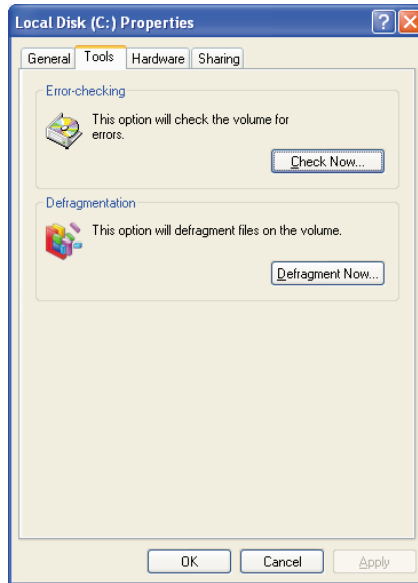 Local Disk (C:) Properties
General Tools Hardware Sharing
Error-checking
This option will check the volume for
errors.
Check Now...
Defragmentation
This option will defragment files on the volume.
Defragment Now...
OK Cancel Apply